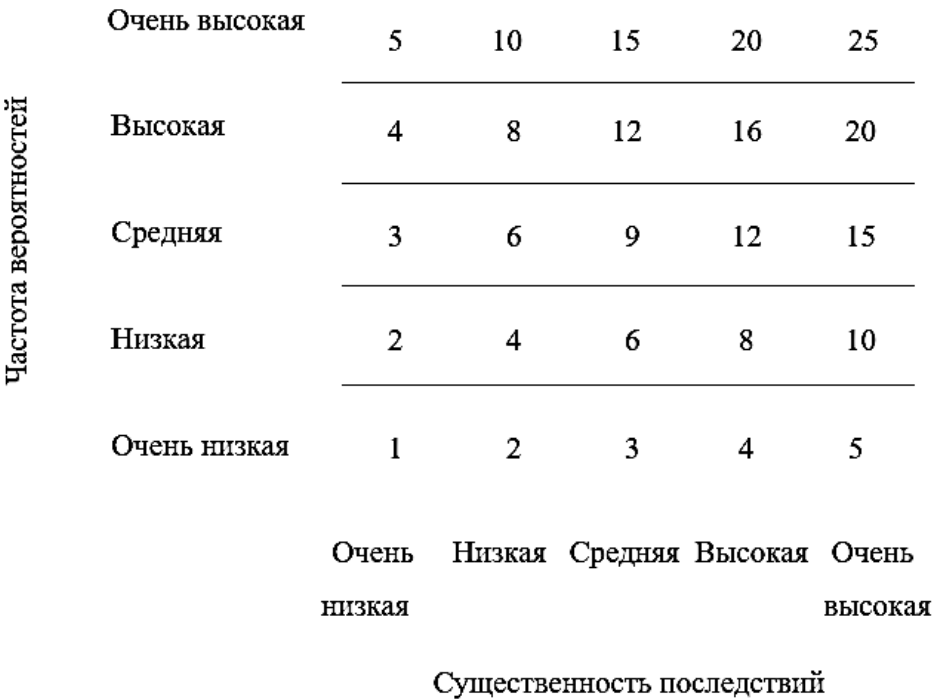 Частота вероятностей
Очень высокая 5 10 15 20 25
Высокая 4 8 12 16 20
Средняя 3 6 9 12 15
Низкая 2 4 6 8 10
Очень низкая 1 2 3 4 5
Очень Низкая Средняя Высокая Очень
низкая высокая
Существенность последствий